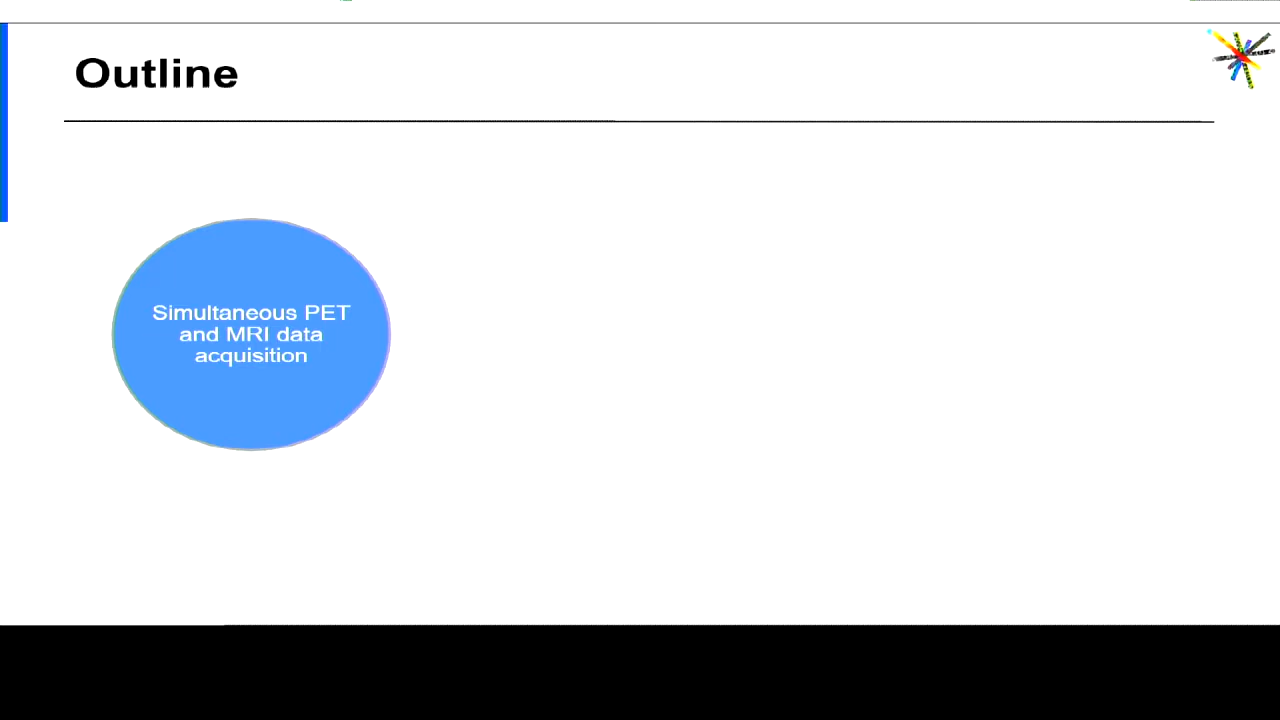 Outline
Simultaneous PET
and MRI data
acquisition